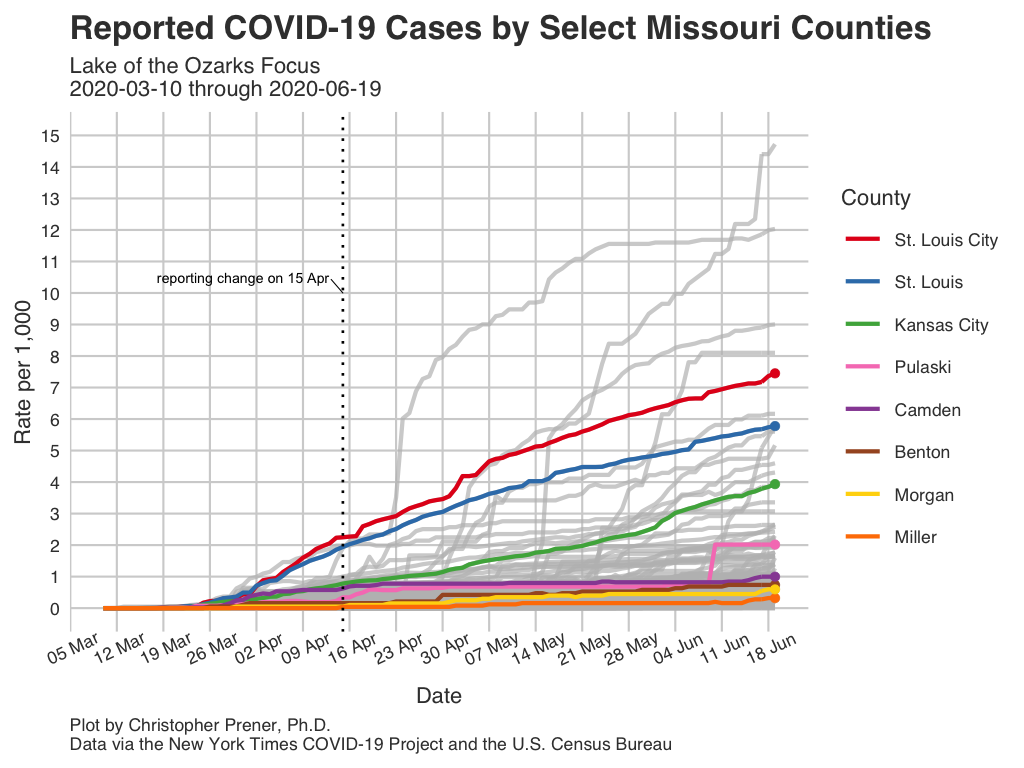 Reported COVID-19 Cases by Select Missouri Counties
Lake of the Ozarks Focus
2020-03-10 through 2020-06-19
15
14
13
12
11
10
9
8
7
6
5
4
3
2
1
0
Rate per 1,000
reporting change on 15 Apr
05 Mar
12 Mar
19 Mar
26 Mar
02 Apr
09 Apr
16 Apr
23 Apr
30 Apr
07 May
14 May
21 May
28 May
04 Jun
11 Jun
18 Jun
Date
County
St. Louis City
St. Louis
Kansas City
Pulaski
Camden
Benton
Morgan
Miller
Plot by Christopher Prener, Ph.D.
Data via the New York Times COVID-19 Project and the U.S. Census Bureau